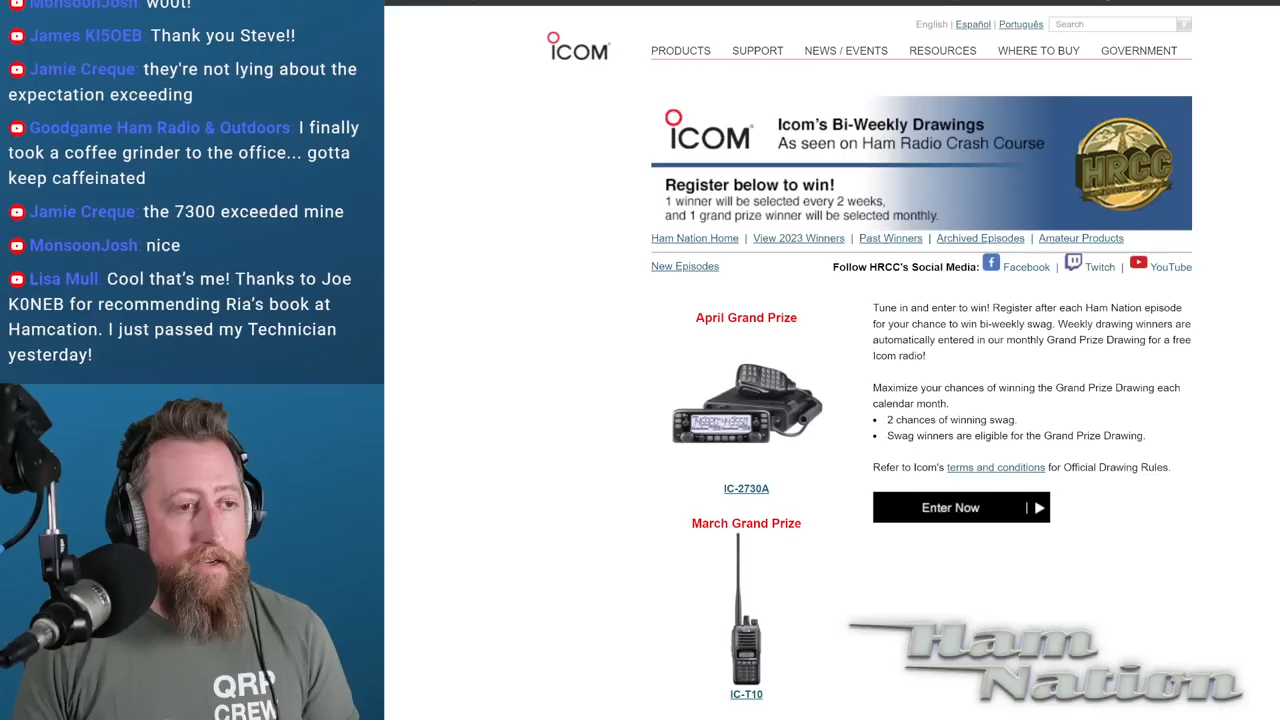 MonsoonJosh: w00t!
James KI5OEB: Thank you Steve!!
Jamie Creque: they're not lying about the
expectation exceeding
Goodgame Ham Radio & Outdoors: I finally
took a coffee grinder to the office... gotta
keep caffeinated
Jamie Creque: the 7300 exceeded mine
MonsoonJosh: nice
Lisa Mull: Cool that's me! Thanks to Joe
K0NEB for recommending Ria's book at
Hamcation. I just passed my Technician
yesterday!
QRP
CREW
English | Español | Português
Search
ICOM
PRODUCTS SUPPORT NEWS / EVENTS RESOURCES WHERE TO BUY GOVERNMENT
ICOM
Icom's Bi-Weekly Drawings
As seen on Ham Radio Crash Course
HRCC
Register below to win!
1 winner will be selected every 2 weeks,
and 1 grand prize winner will be selected monthly.
Ham Nation Home | View 2023 Winners | Past Winners | Archived Episodes | Amateur Products
New Episodes
Follow HRCC's Social Media: Facebook | Twitch | YouTube
April Grand Prize
IC-2730A
March Grand Prize
IC-T10
Tune in and enter to win! Register after each Ham Nation episode
for your chance to win bi-weekly swag. Weekly drawing winners are
automatically entered in our monthly Grand Prize Drawing for a free
Icom radio!
Maximize your chances of winning the Grand Prize Drawing each
calendar month.
• 2 chances of winning swag.
• Swag winners are eligible for the Grand Prize Drawing.
Refer to Icom's terms and conditions for Official Drawing Rules.
Enter Now
Ham
Nation